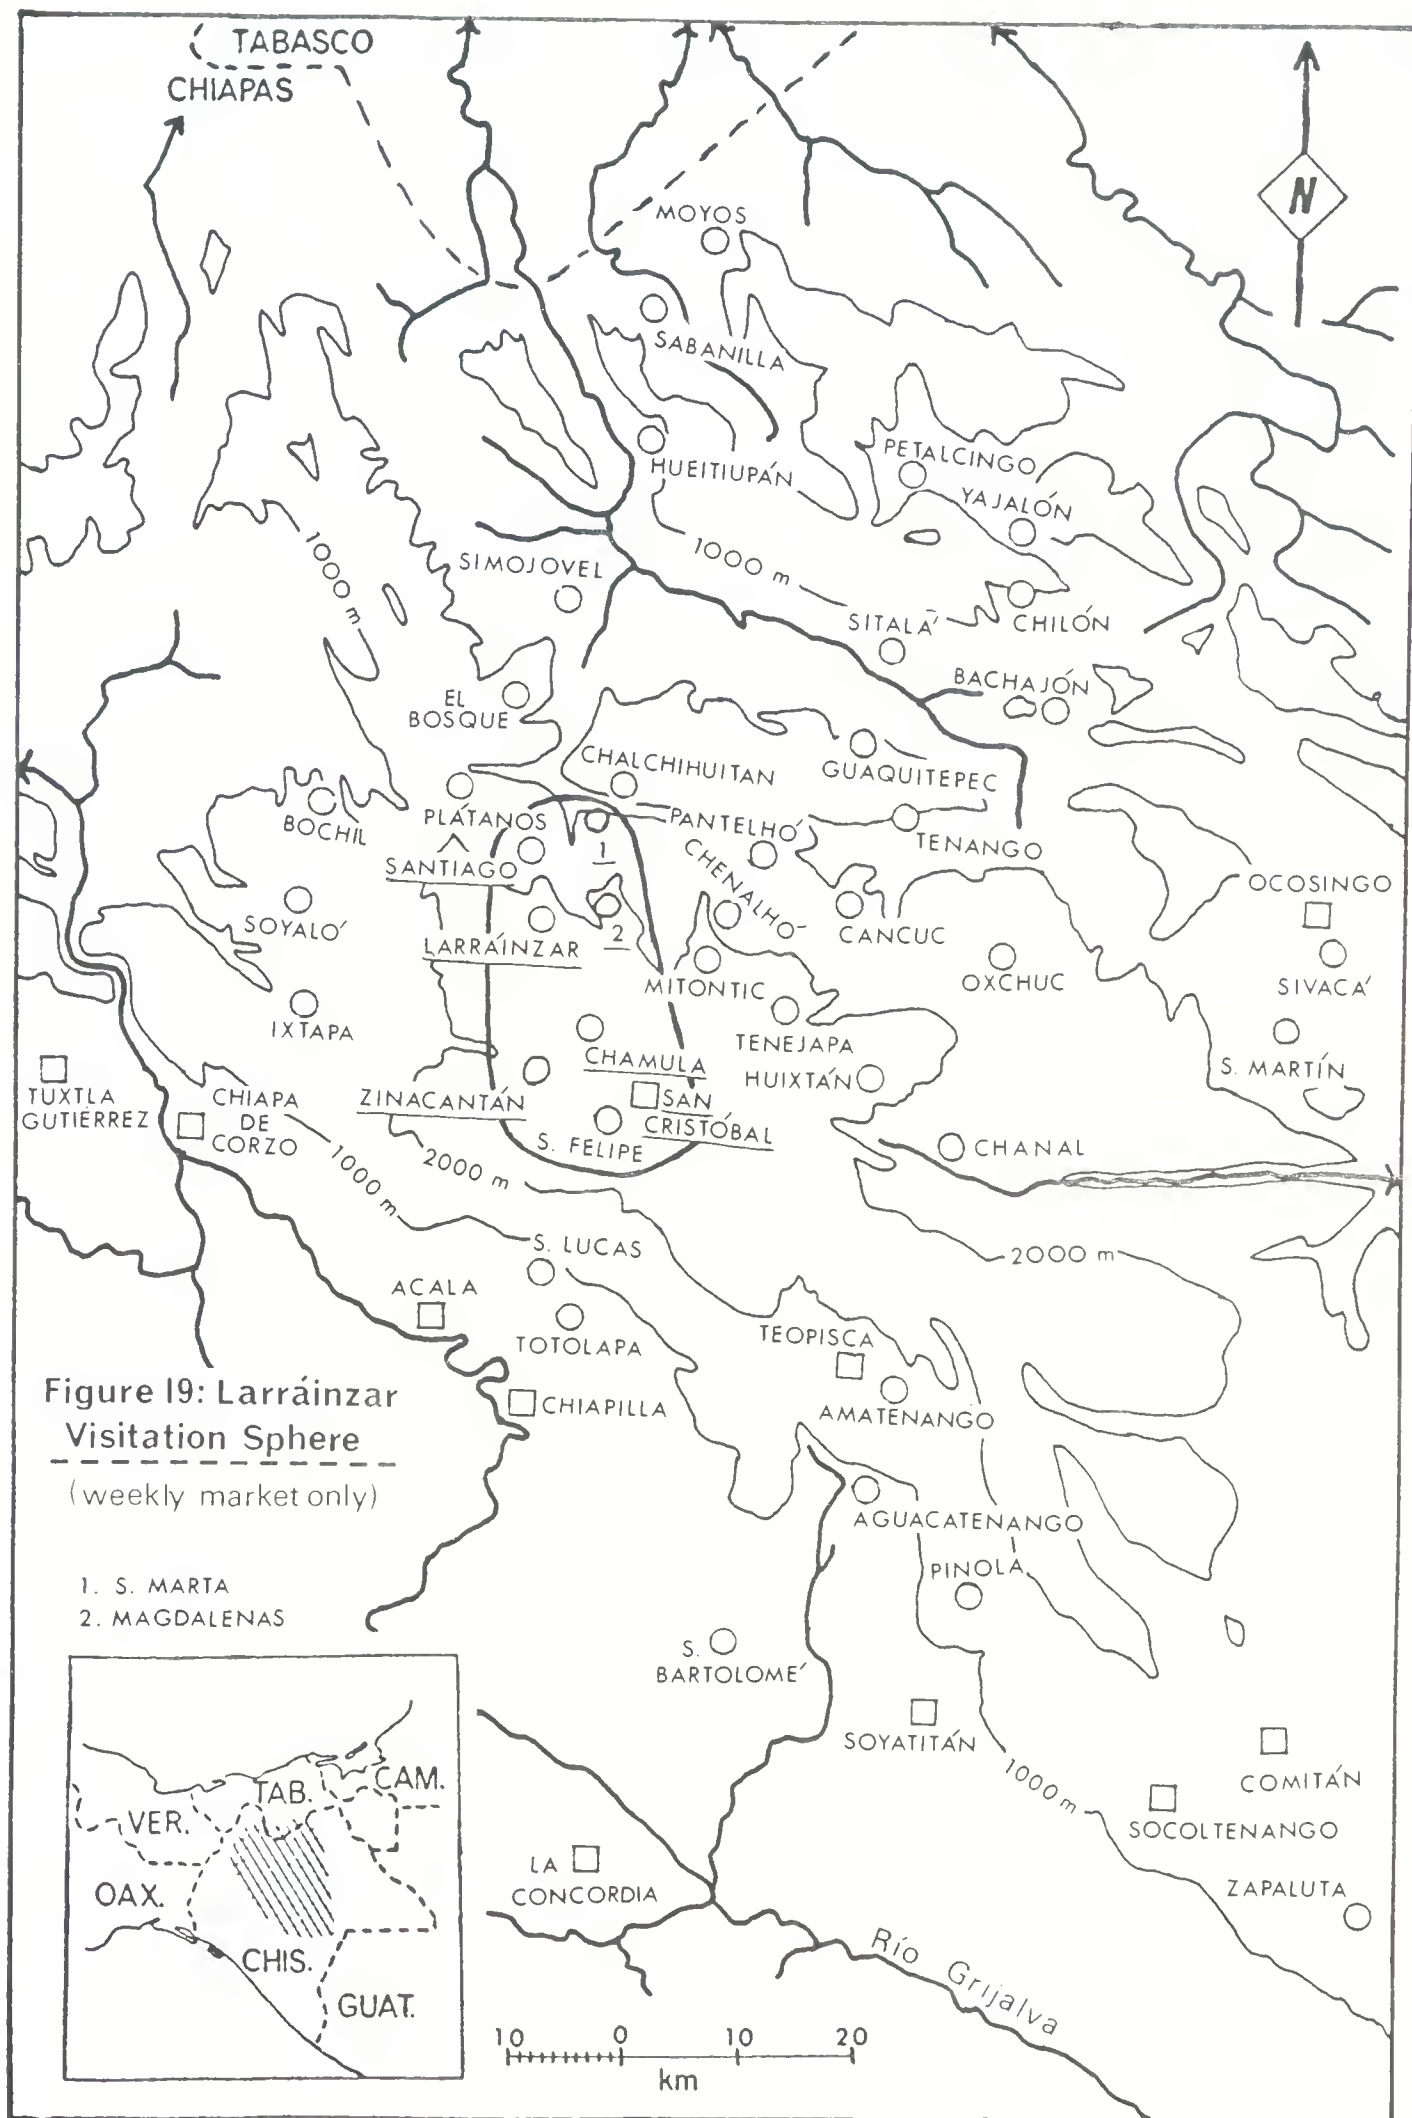 TABASCO
CHIAPAS
N
MOYOS
SABANILLA
HUEITIUPÁN
PETALCINGO
YAJALÓN
1000 m
1000 m
SIMOJOVEL
SITALÁ
CHILÓN
BACHAJÓN
EL
BOSQUE
CHALCHIHUITAN
GUAQUITEPEC
PLÁTANOS
BOCHIL
PANTELHÓ
TENANGO
1
SANTIAGO
CHENALHÓ
OCOSINGO
SOYALÓ
2
LARRÁINZAR
CANCUC
OXCHUC
SIVACÁ
MITONTIC
IXTAPA
TENEJAPA
CHAMULA
HUIXTÁN
S. MARTÍN
TUXTLA
GUTIÉRREZ
CHIAPA
DE
CORZO
ZINACANTÁN
SAN
CRISTÓBAL
S. FELIPE
CHANAL
1000 m
2000 m
2000 m
S. LUCAS
ACALA
TOTOLAPA
TEOPISCA
CHIAPILLA
AMATENANGO
Figure 19: Larráinzar
Visitation Sphere
(weekly market only)
AGUACATENANGO
PINOLA
1. S. MARTA
2. MAGDALENAS
S.
BARTOLOMÉ
SOYATITÁN
1000 m
COMITÁN
SOCOLTENANGO
ZAPALUTA
LA
CONCORDIA
Río Grijalva
TAB.
CAM.
VER.
OAX.
CHIS.
GUAT.
10 0 10 20
km